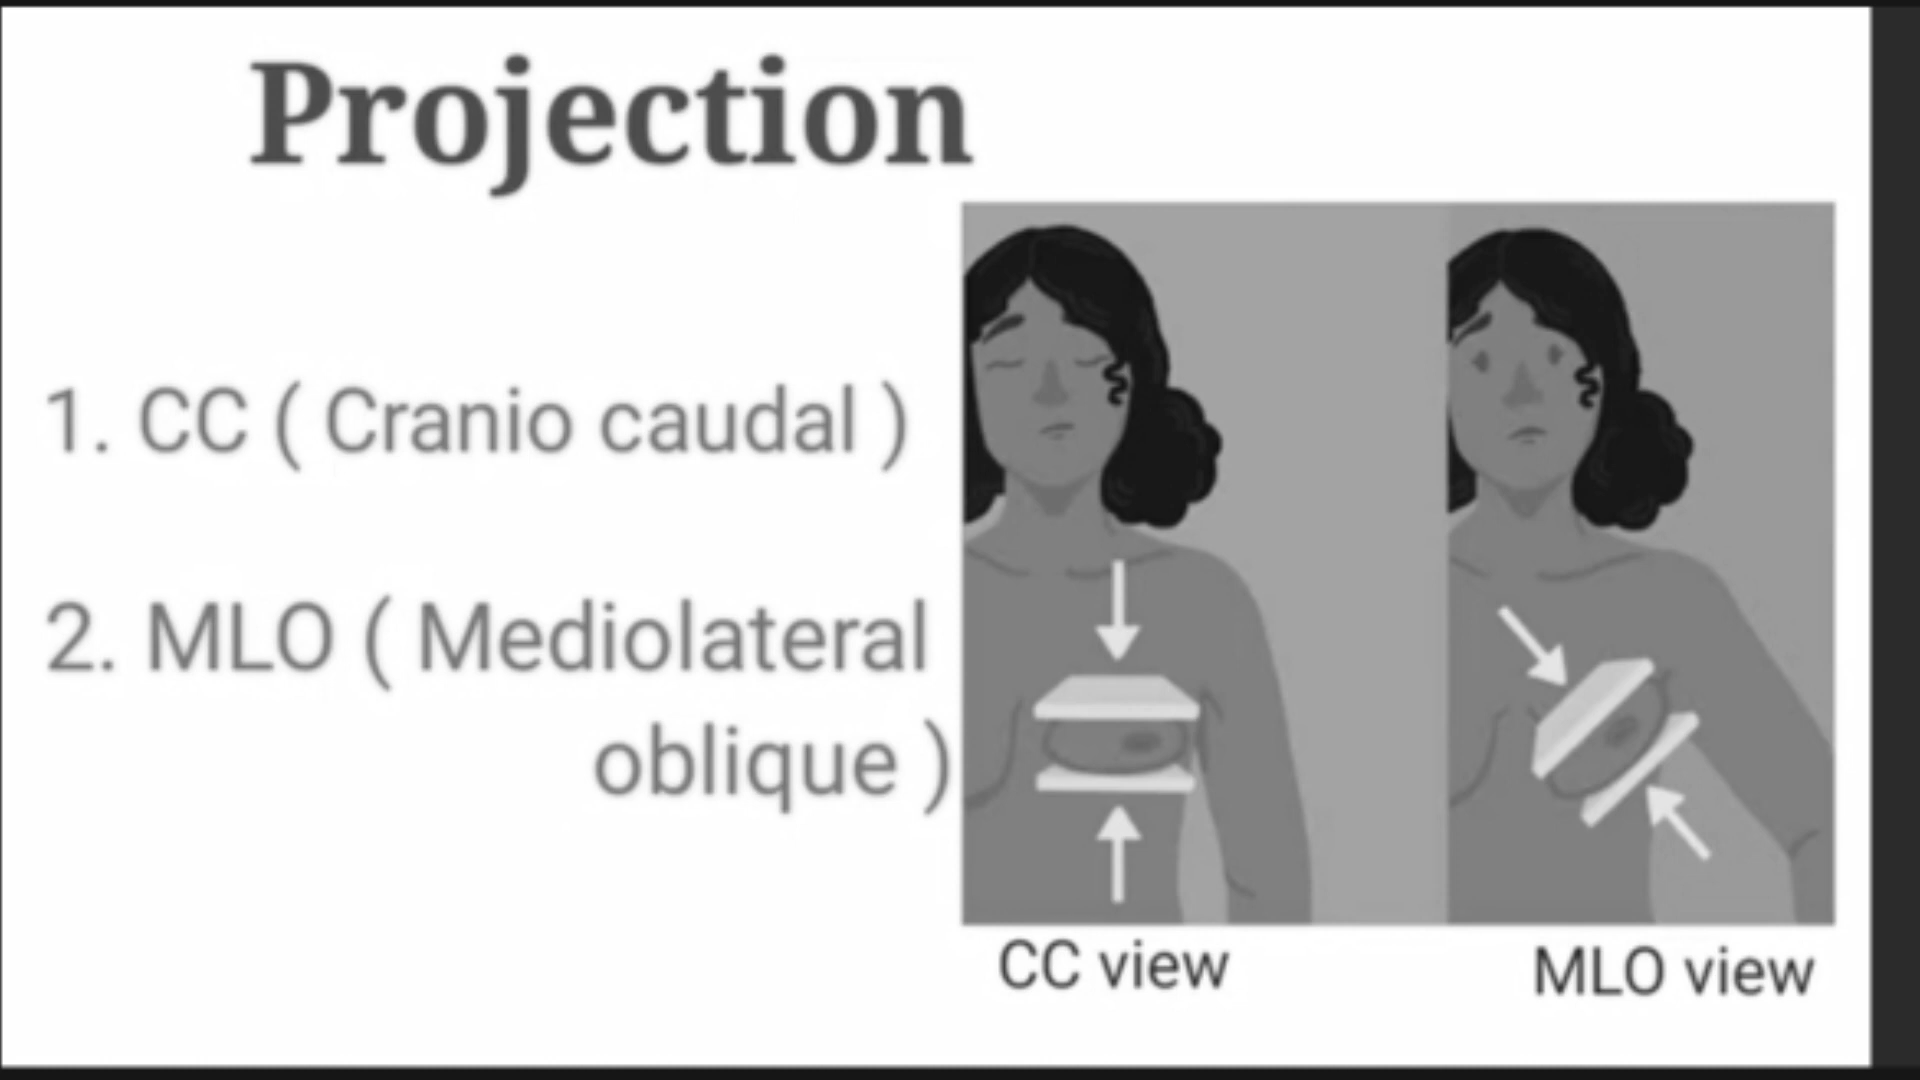 Projection
1. CC ( Cranio caudal )
2. MLO ( Mediolateral
oblique )
CC view
MLO view